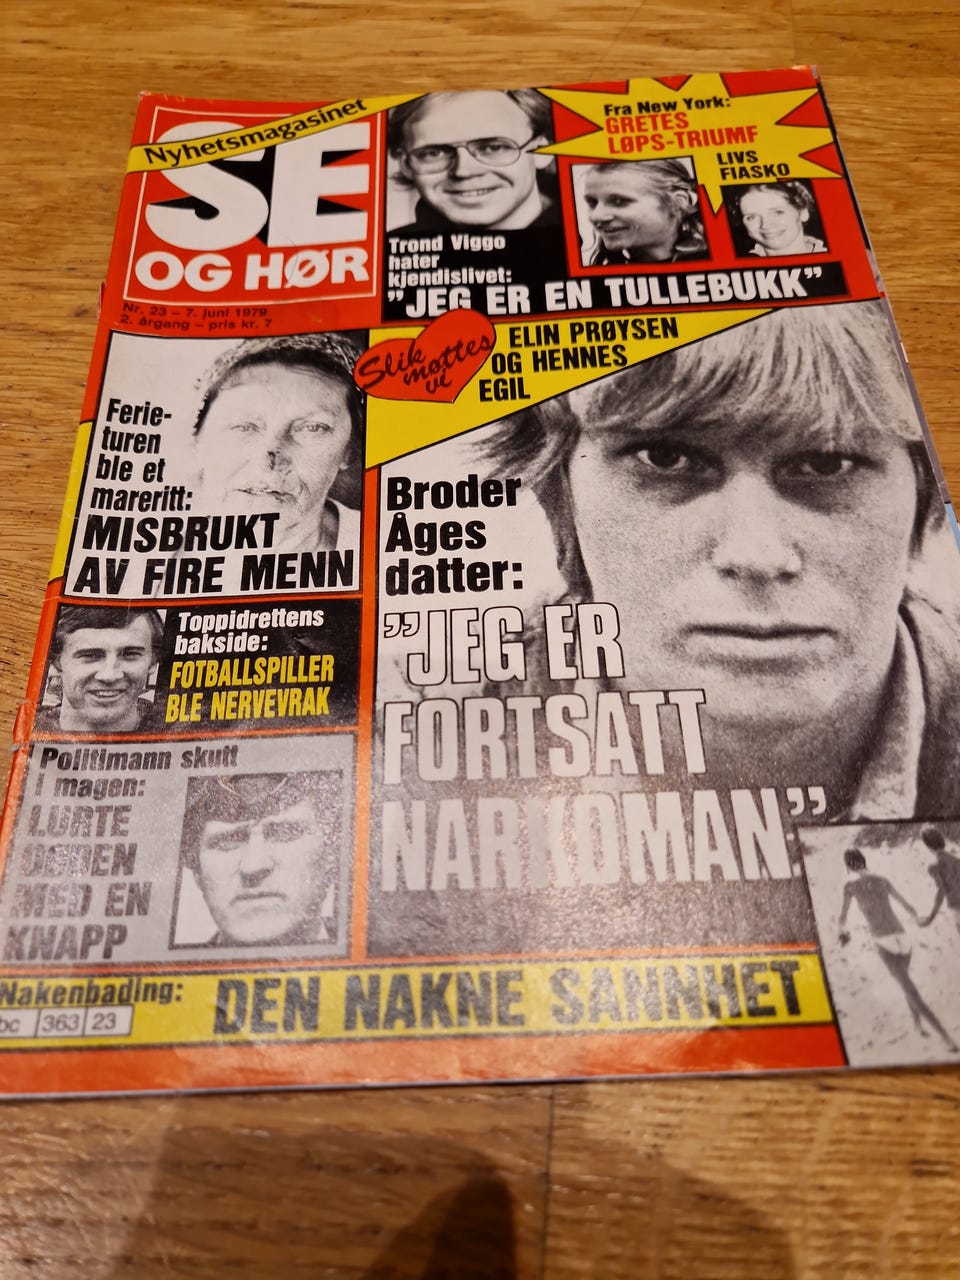 Nyhetsmagasinet
SE
OG HØR
Nr. 23 – 7. juni 1979
2. årgang – pris kr. 7
Trond Viggo
hater
kjendislivet:
"JEG ER EN TULLEBUKK"
Fra New York:
GRETES
LØPS-TRIUMF
LIVS
FIASKO
Slik
møttes
vi
ELIN PRØYSEN
OG HENNES
EGIL
Ferie-
turen
ble et
mareritt:
MISBRUKT
AV FIRE MENN
Broder
Åges
datter:
"JEG ER
FORTSATT
NARKOMAN"
Toppidrettens
bakside:
FOTBALLSPILLER
BLE NERVEVRAK
Politimann skutt
i magen:
LURTE
DØDEN
MED EN
KNAPP
Nakenbading:
DEN NAKNE SANNHET
bc 363 23